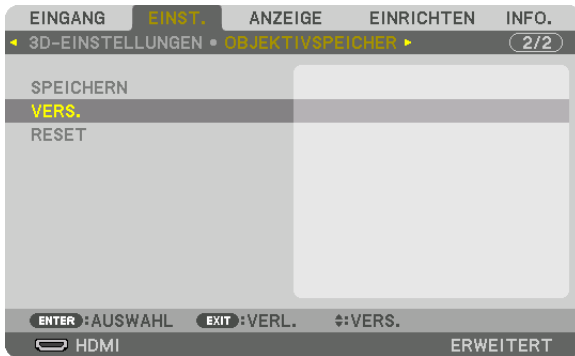 EINGANG EINST. ANZEIGE EINRICHTEN INFO.
3D-EINSTELLUNGEN • OBJEKTIVSPEICHER 2/2
SPEICHERN
VERS.
RESET
ENTER :AUSWAHL EXIT :VERL. :VERS.
HDMI ERWEITERT